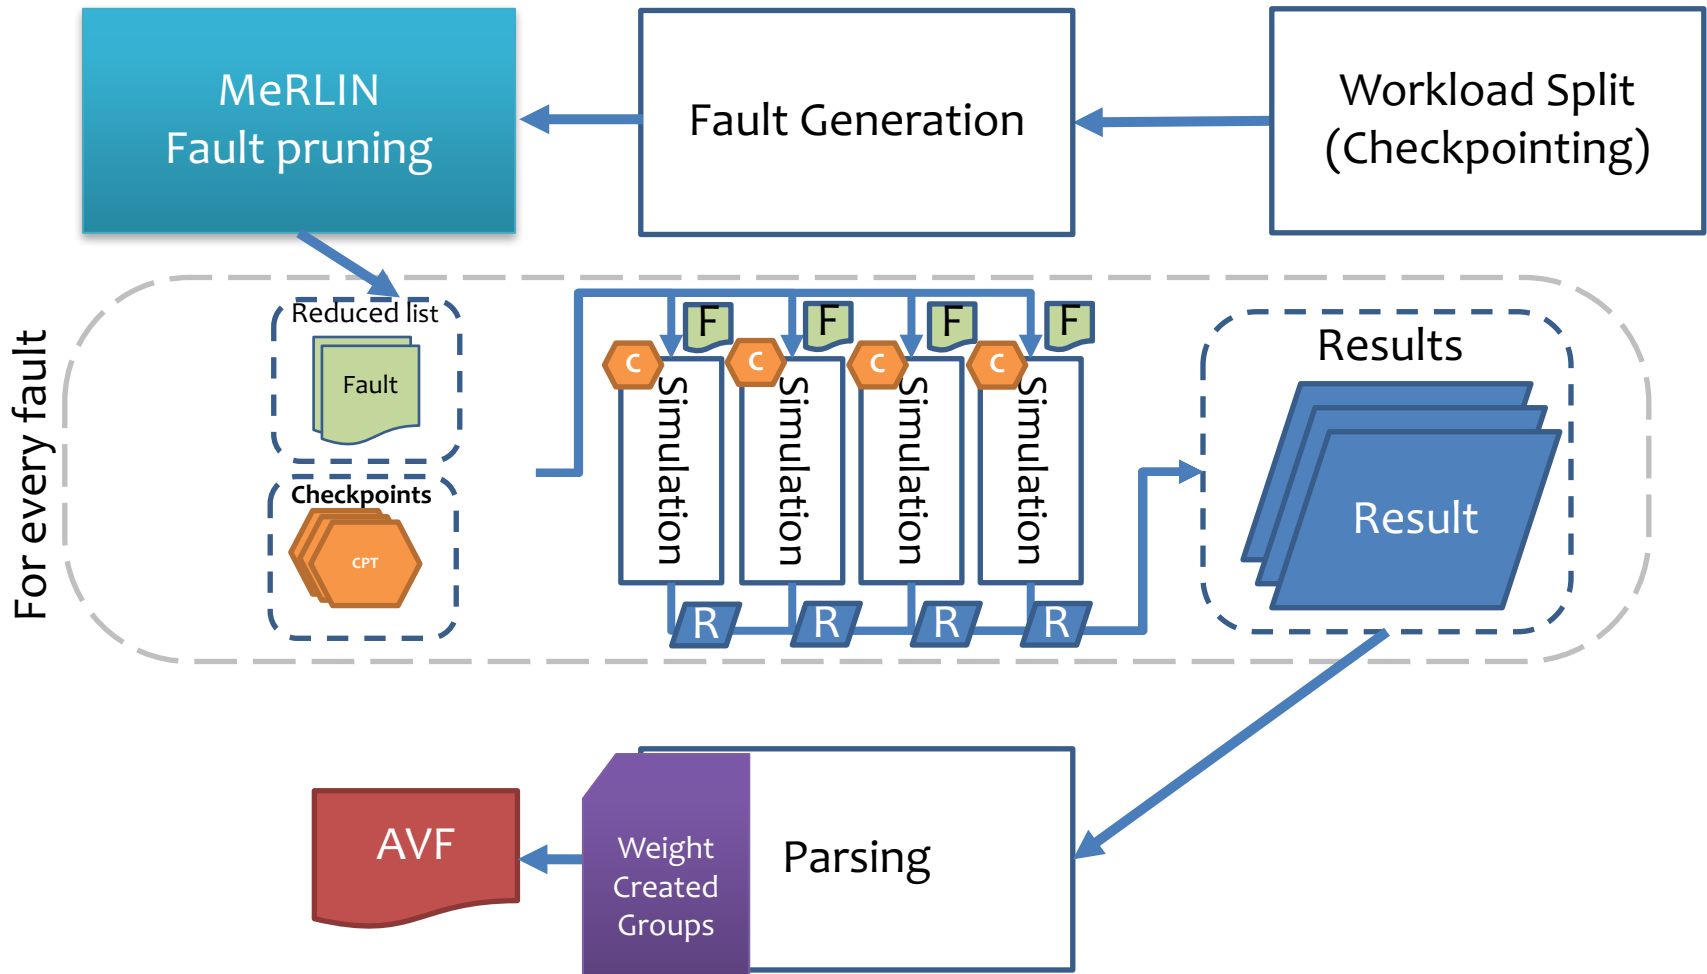 MeRLIN
Fault pruning
Fault Generation
Workload Split
(Checkpointing)
For every fault
Reduced list
Fault
Checkpoints
CPT
F
F
F
F
C
C
C
C
Simulation
Simulation
Simulation
Simulation
R
R
R
R
Results
Result
AVF
Weight
Created
Groups
Parsing